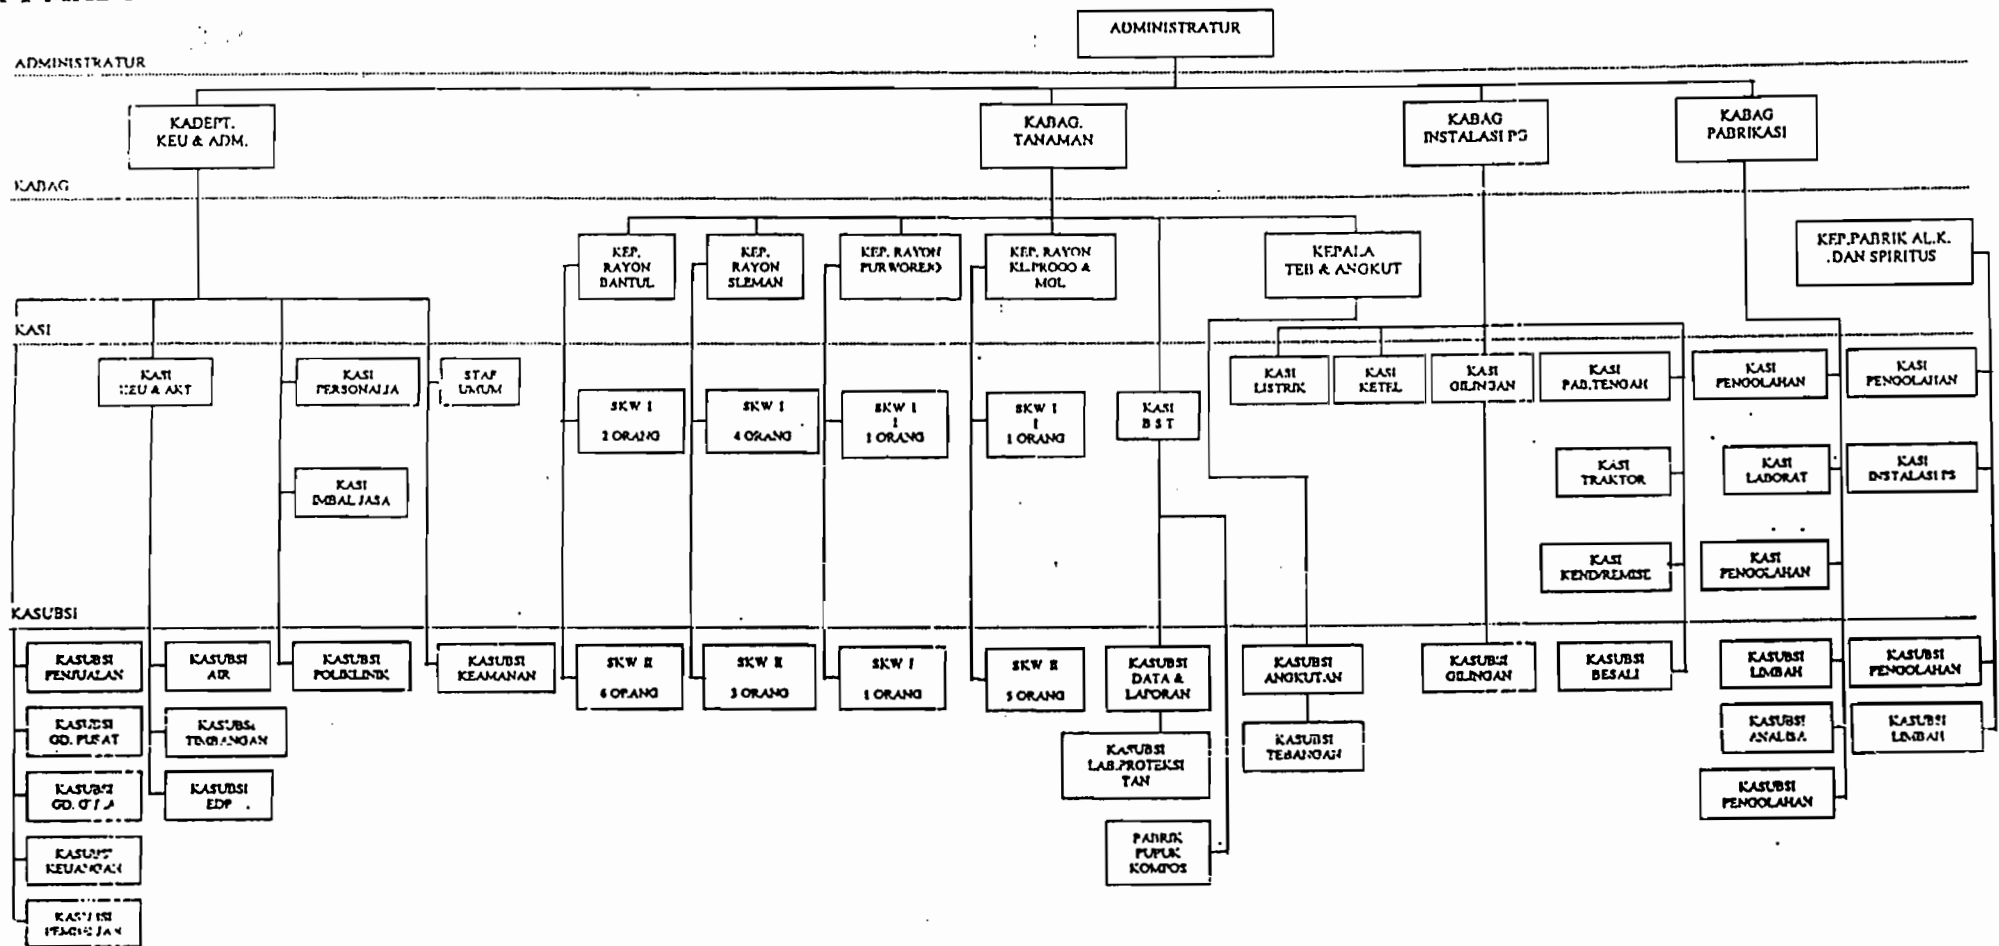 ADMINISTRATUR
ADMINISTRATUR
KADEPT.
KEU & ADM.
KABAG.
TANAMAN
KABAG
INSTALASI PG
KABAG
PABRIKASI
KABAG
KEP.
RAYON
BANTUL
KEP.
RAYON
SLEMAN
KEP. RAYON
PURWOREJO
KEP. RAYON
KL.PROGO &
MGL
KEPALA
TEB & ANGKUT
KEP.PABRIK AL.K.
.DAN SPIRITUS
KASI
KASI
KEU & AKT
KASI
PERSONALIA
STAF
UMUM
KASI
LISTRIK
KASI
KETEL
KASI
GILINGAN
KASI
PAB.TENGAH
KASI
PENGOLAHAN
KASI
PENGOLAHAN
SKW I
2 ORANG
SKW I
4 ORANG
SKW I
I
1 ORANG
SKW I
I
1 ORANG
KASI
B S T
KASI
IMBAL JASA
KASI
TRAKTOR
KASI
LABORAT
KASI
INSTALASI PS
KASI
KEND/REMISE
KASI
PENGOLAHAN
KASUBSI
KASUBSI
PENJUALAN
KASUBSI
AIR
KASUBSI
POLIKLINIK
KASUBSI
KEAMANAN
SKW II
6 ORANG
SKW II
3 ORANG
SKW I
1 ORANG
SKW II
5 ORANG
KASUBSI
DATA &
LAPORAN
KASUBSI
ANGKUTAN
KASUBSI
GILINGAN
KASUBSI
BESALI
KASUBSI
LIMBAH
KASUBSI
PENGOLAHAN
KASUBSI
GD. PUSAT
KASUBSI
TIMBANGAN
KASUBSI
LAB.PROTEKSI
TAN
KASUBSI
TEBANGAN
KASUBSI
ANALISA
KASUBSI
LIMBAH
KASUBSI
GD.
KASUBSI
EDP
KASUBSI
PENGOLAHAN
PABRIK
PUPUK
KOMPOS
KASUBSI
KEUANGAN
KASUBSI